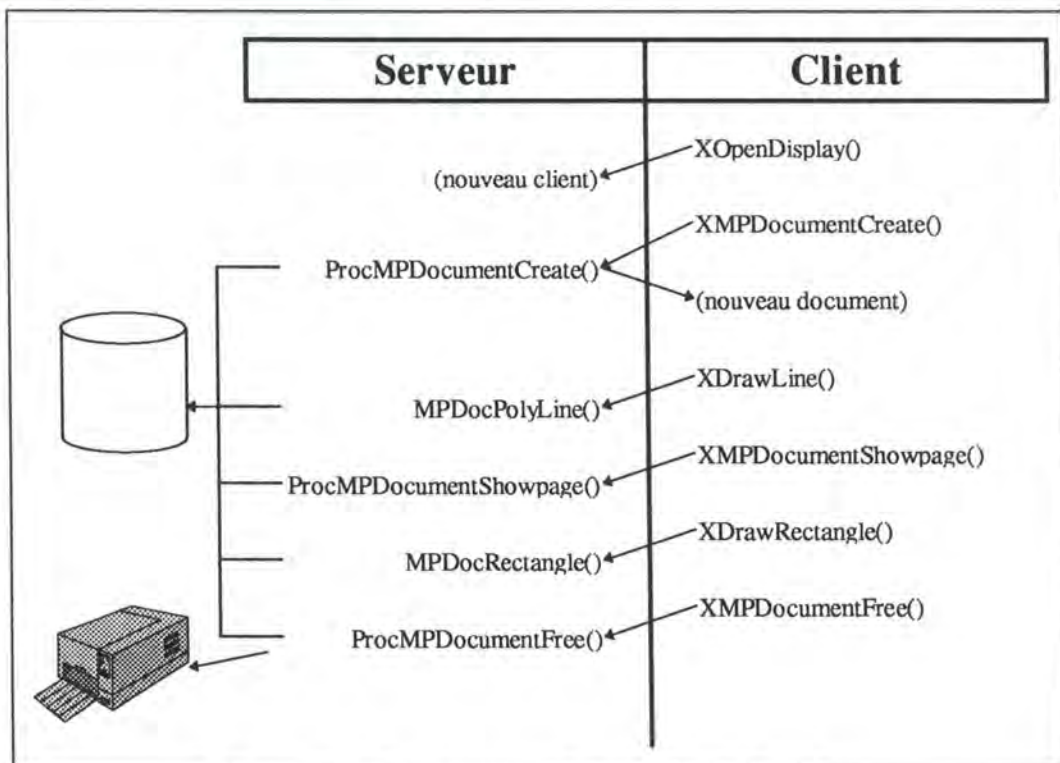 Serveur
Client
XOpenDisplay()
(nouveau client)
XMPDocumentCreate()
ProcMPDocumentCreate()
(nouveau document)
XDrawLine()
MPDocPolyLine()
XMPDocumentShowpage()
ProcMPDocumentShowpage()
XDrawRectangle()
MPDocRectangle()
XMPDocumentFree()
ProcMPDocumentFree()